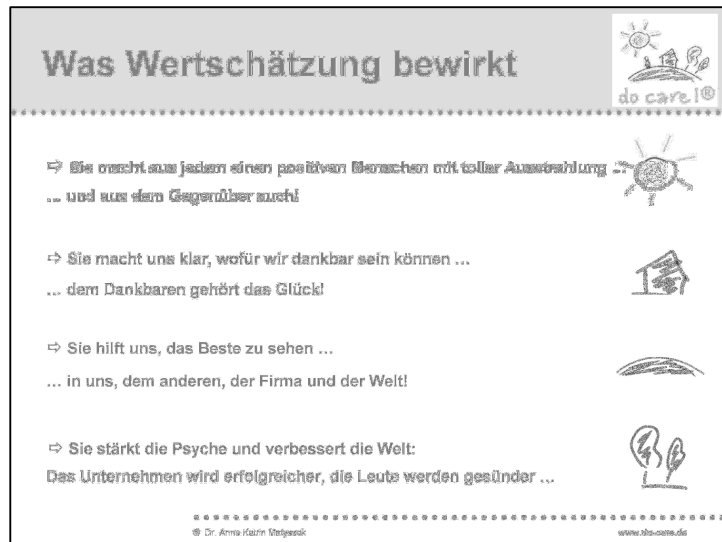 Was Wertschätzung bewirkt
do care!®
⇨ Sie macht aus jedem einen positiven Menschen mit toller Ausstrahlung ...
... und aus dem Gegenüber auch!
⇨ Sie macht uns klar, wofür wir dankbar sein können ...
... dem Dankbaren gehört das Glück!
⇨ Sie hilft uns, das Beste zu sehen ...
... in uns, dem anderen, der Firma und der Welt!
⇨ Sie stärkt die Psyche und verbessert die Welt:
Das Unternehmen wird erfolgreicher, die Leute werden gesünder ...
© Dr. Anne Katrin Matyssek
www.do-care.de